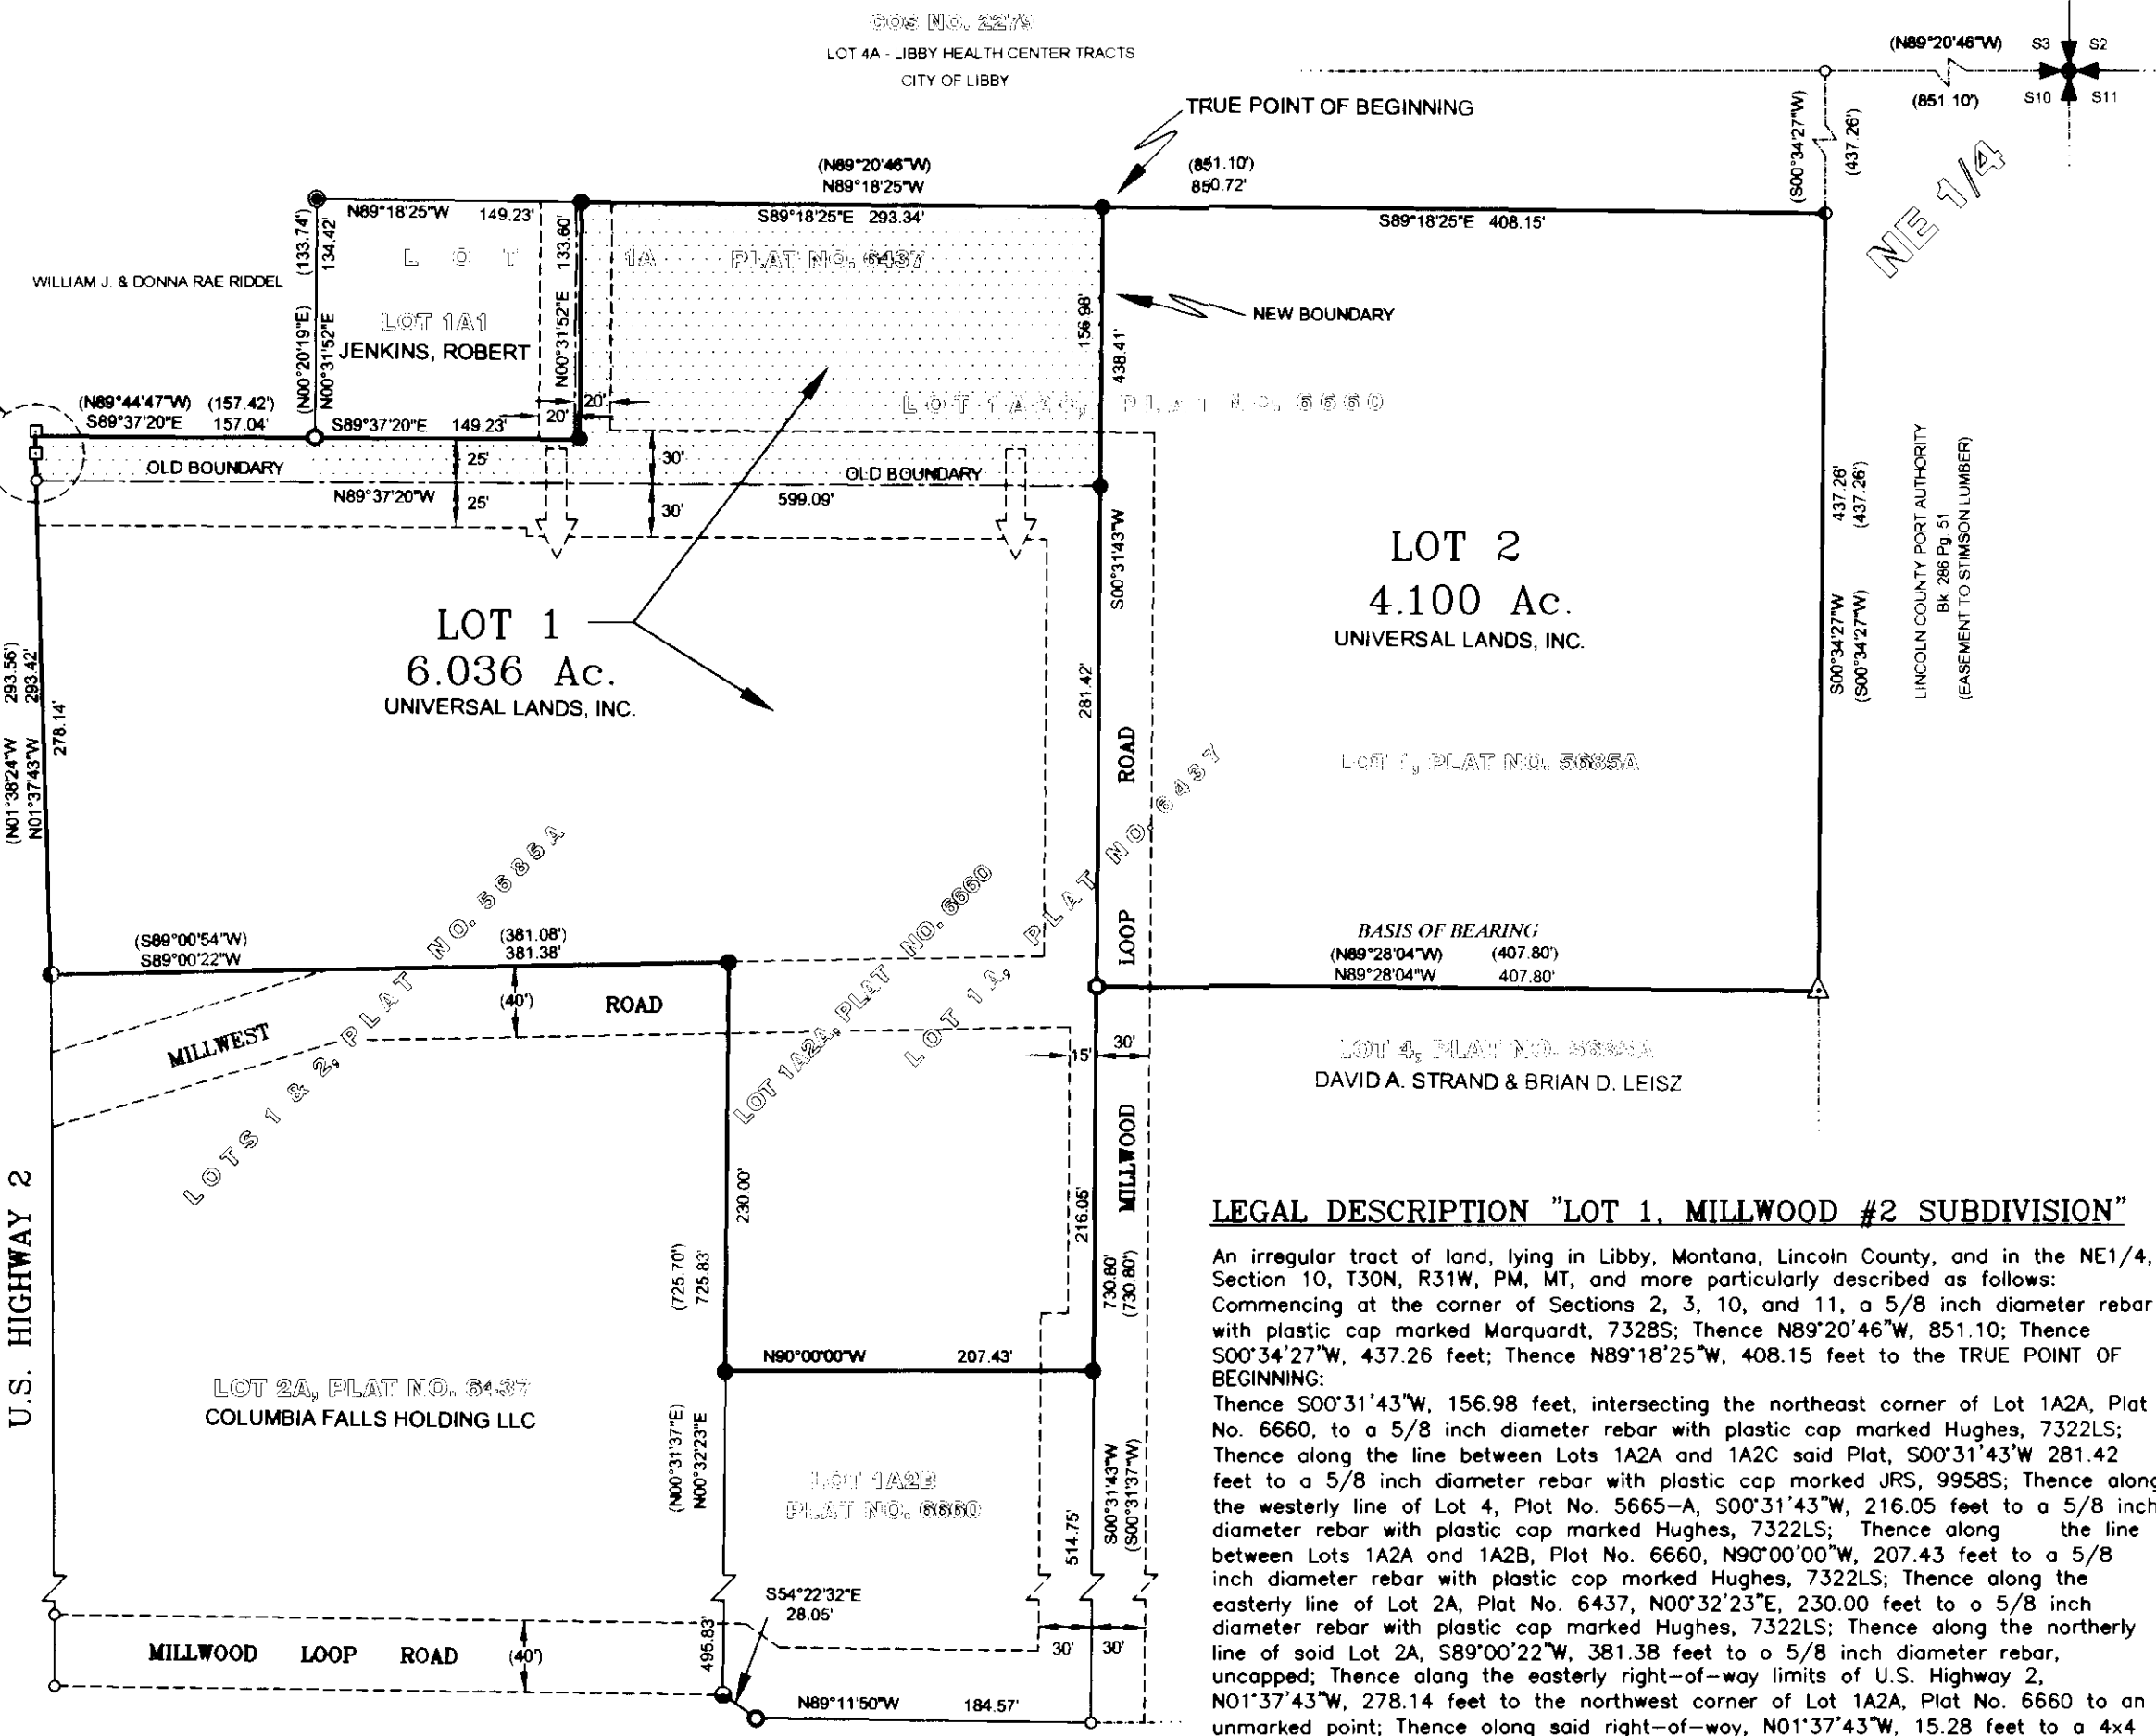 COS NO. 2279
LOT 4A - LIBBY HEALTH CENTER TRACTS
CITY OF LIBBY
TRUE POINT OF BEGINNING
(N89°20'46"W)
(851.10')
S3
S2
S10
S11
(S00°34'27"W)
(437.26')
NE 1/4
(N89°20'46"W)
N89°18'25"W
(851.10')
850.72'
N89°18'25"W 149.23'
S89°18'25"E 293.34'
S89°18'25"E 408.15'
(133.74')
134.42'
(N00°20'19"E)
N00°31'52"E
133.60'
N00°31'52"E
LOT 1A PLAT NO. 6437
WILLIAM J. & DONNA RAE RIDDEL
LOT 1A1
JENKINS, ROBERT
156.98'
438.41'
NEW BOUNDARY
LOT 1A2C, PLAT NO. 6660
(N89°44'47"W) (157.42')
S89°37'20"E 157.04'
S89°37'20"E 149.23'
20'
20'
OLD BOUNDARY
25'
30'
OLD BOUNDARY
N89°37'20"W
25'
30'
599.09'
S00°31'43"W
281.42'
LOT 2
4.100 Ac.
UNIVERSAL LANDS, INC.
437.26'
(437.26')
S00°34'27"W
(S00°34'27"W)
LINCOLN COUNTY PORT AUTHORITY
Bk. 286 Pg. 51
(EASEMENT TO STIMSON LUMBER)
LOT 1
6.036 Ac.
UNIVERSAL LANDS, INC.
293.56')
293.42'
(N01°38'24"W
N01°37'43"W
278.14'
LOT 1, PLAT NO. 5685A
LOTS 1 & 2, PLAT NO. 5685A
LOT 1A2A, PLAT NO. 6660
LOT 1A, PLAT NO. 6437
MILLWOOD LOOP ROAD
(S89°00'54"W) (381.08')
S89°00'22"W 381.38'
BASIS OF BEARING
(N89°28'04"W) (407.80')
N89°28'04"W 407.80'
MILLWEST ROAD
(40')
15'
30'
LOT 4, PLAT NO. 5685A
DAVID A. STRAND & BRIAN D. LEISZ
U.S. HIGHWAY 2
230.00'
216.05'
(725.70')
725.83'
730.80'
(730.80')
N90°00'00"W 207.43'
LOT 2A, PLAT NO. 6437
COLUMBIA FALLS HOLDING LLC
(N00°31'37"E)
N00°32'23"E
LOT 1A2B
PLAT NO. 6660
S00°31'43"W
(S00°31'37"W)
514.75'
S54°22'32"E
28.05'
495.83'
MILLWOOD LOOP ROAD
(40')
30'
30'
N89°11'50"W 184.57'
LEGAL DESCRIPTION "LOT 1, MILLWOOD #2 SUBDIVISION"
An irregular tract of land, lying in Libby, Montana, Lincoln County, and in the NE1/4,
Section 10, T30N, R31W, PM, MT, and more particularly described as follows:
Commencing at the corner of Sections 2, 3, 10, and 11, a 5/8 inch diameter rebar
with plastic cap marked Marquardt, 7328S; Thence N89°20'46"W, 851.10; Thence
S00°34'27"W, 437.26 feet; Thence N89°18'25"W, 408.15 feet to the TRUE POINT OF
BEGINNING:
Thence S00°31'43"W, 156.98 feet, intersecting the northeast corner of Lot 1A2A, Plat
No. 6660, to a 5/8 inch diameter rebar with plastic cap marked Hughes, 7322LS;
Thence along the line between Lots 1A2A and 1A2C said Plat, S00°31'43'W 281.42
feet to a 5/8 inch diameter rebar with plastic cap morked JRS, 9958S; Thence along
the westerly line of Lot 4, Plot No. 5665-A, S00°31'43"W, 216.05 feet to a 5/8 inch
diameter rebar with plastic cap marked Hughes, 7322LS; Thence along the line
between Lots 1A2A ond 1A2B, Plot No. 6660, N90°00'00"W, 207.43 feet to a 5/8
inch diameter rebar with plastic cop morked Hughes, 7322LS; Thence along the
easterly line of Lot 2A, Plat No. 6437, N00°32'23"E, 230.00 feet to o 5/8 inch
diameter rebar with plastic cap marked Hughes, 7322LS; Thence along the northerly
line of soid Lot 2A, S89°00'22"W, 381.38 feet to o 5/8 inch diameter rebar,
uncapped; Thence along the easterly right-of-way limits of U.S. Highway 2,
N01°37'43"W, 278.14 feet to the northwest corner of Lot 1A2A, Plat No. 6660 to an
unmarked point; Thence olong said right-of-woy, N01°37'43"W, 15.28 feet to a 4x4